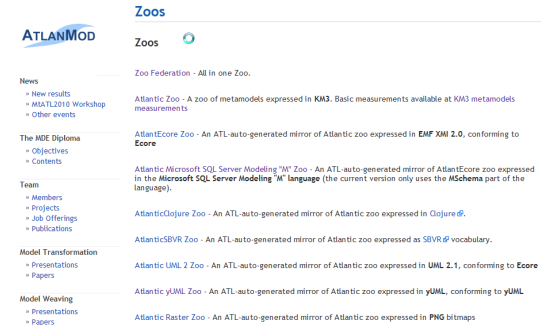 AtlanMod
News
» New results
» MtATL2010 Workshop
» Other events
The MDE Diploma
» Objectives
» Contents
Team
» Members
» Projects
» Job Offerings
» Publications
Model Transformation
» Presentations
» Papers
Model Weaving
» Presentations
» Papers
Zoos
Zoos
Zoo Federation - All in one Zoo.
Atlantic Zoo - A zoo of metamodels expressed in KM3. Basic measurements available at KM3 metamodels
measurements
AtlantEcore Zoo - An ATL-auto-generated mirror of Atlantic zoo expressed in EMF XMI 2.0, conforming to
Ecore
Atlantic Microsoft SQL Server Modeling "M" Zoo - An ATL-auto-generated mirror of AtlantEcore zoo expressed
in the Microsoft SQL Server Modeling "M" language (the current version only uses the MSchema part of the
language).
AtlanticClojure Zoo - An ATL-auto-generated mirror of Atlantic zoo expressed in Clojure.
AtlanticSBVR Zoo - An ATL-auto-generated mirror of Atlantic zoo expressed as SBVR vocabulary.
Atlantic UML 2 Zoo - An ATL-auto-generated mirror of Atlantic zoo expressed in UML 2.1, conforming to Ecore
Atlantic yUML Zoo - An ATL-auto-generated mirror of Atlantic zoo expressed in yUML, conforming to yUML
Atlantic Raster Zoo - An ATL-auto-generated mirror of Atlantic zoo expressed in PNG bitmaps